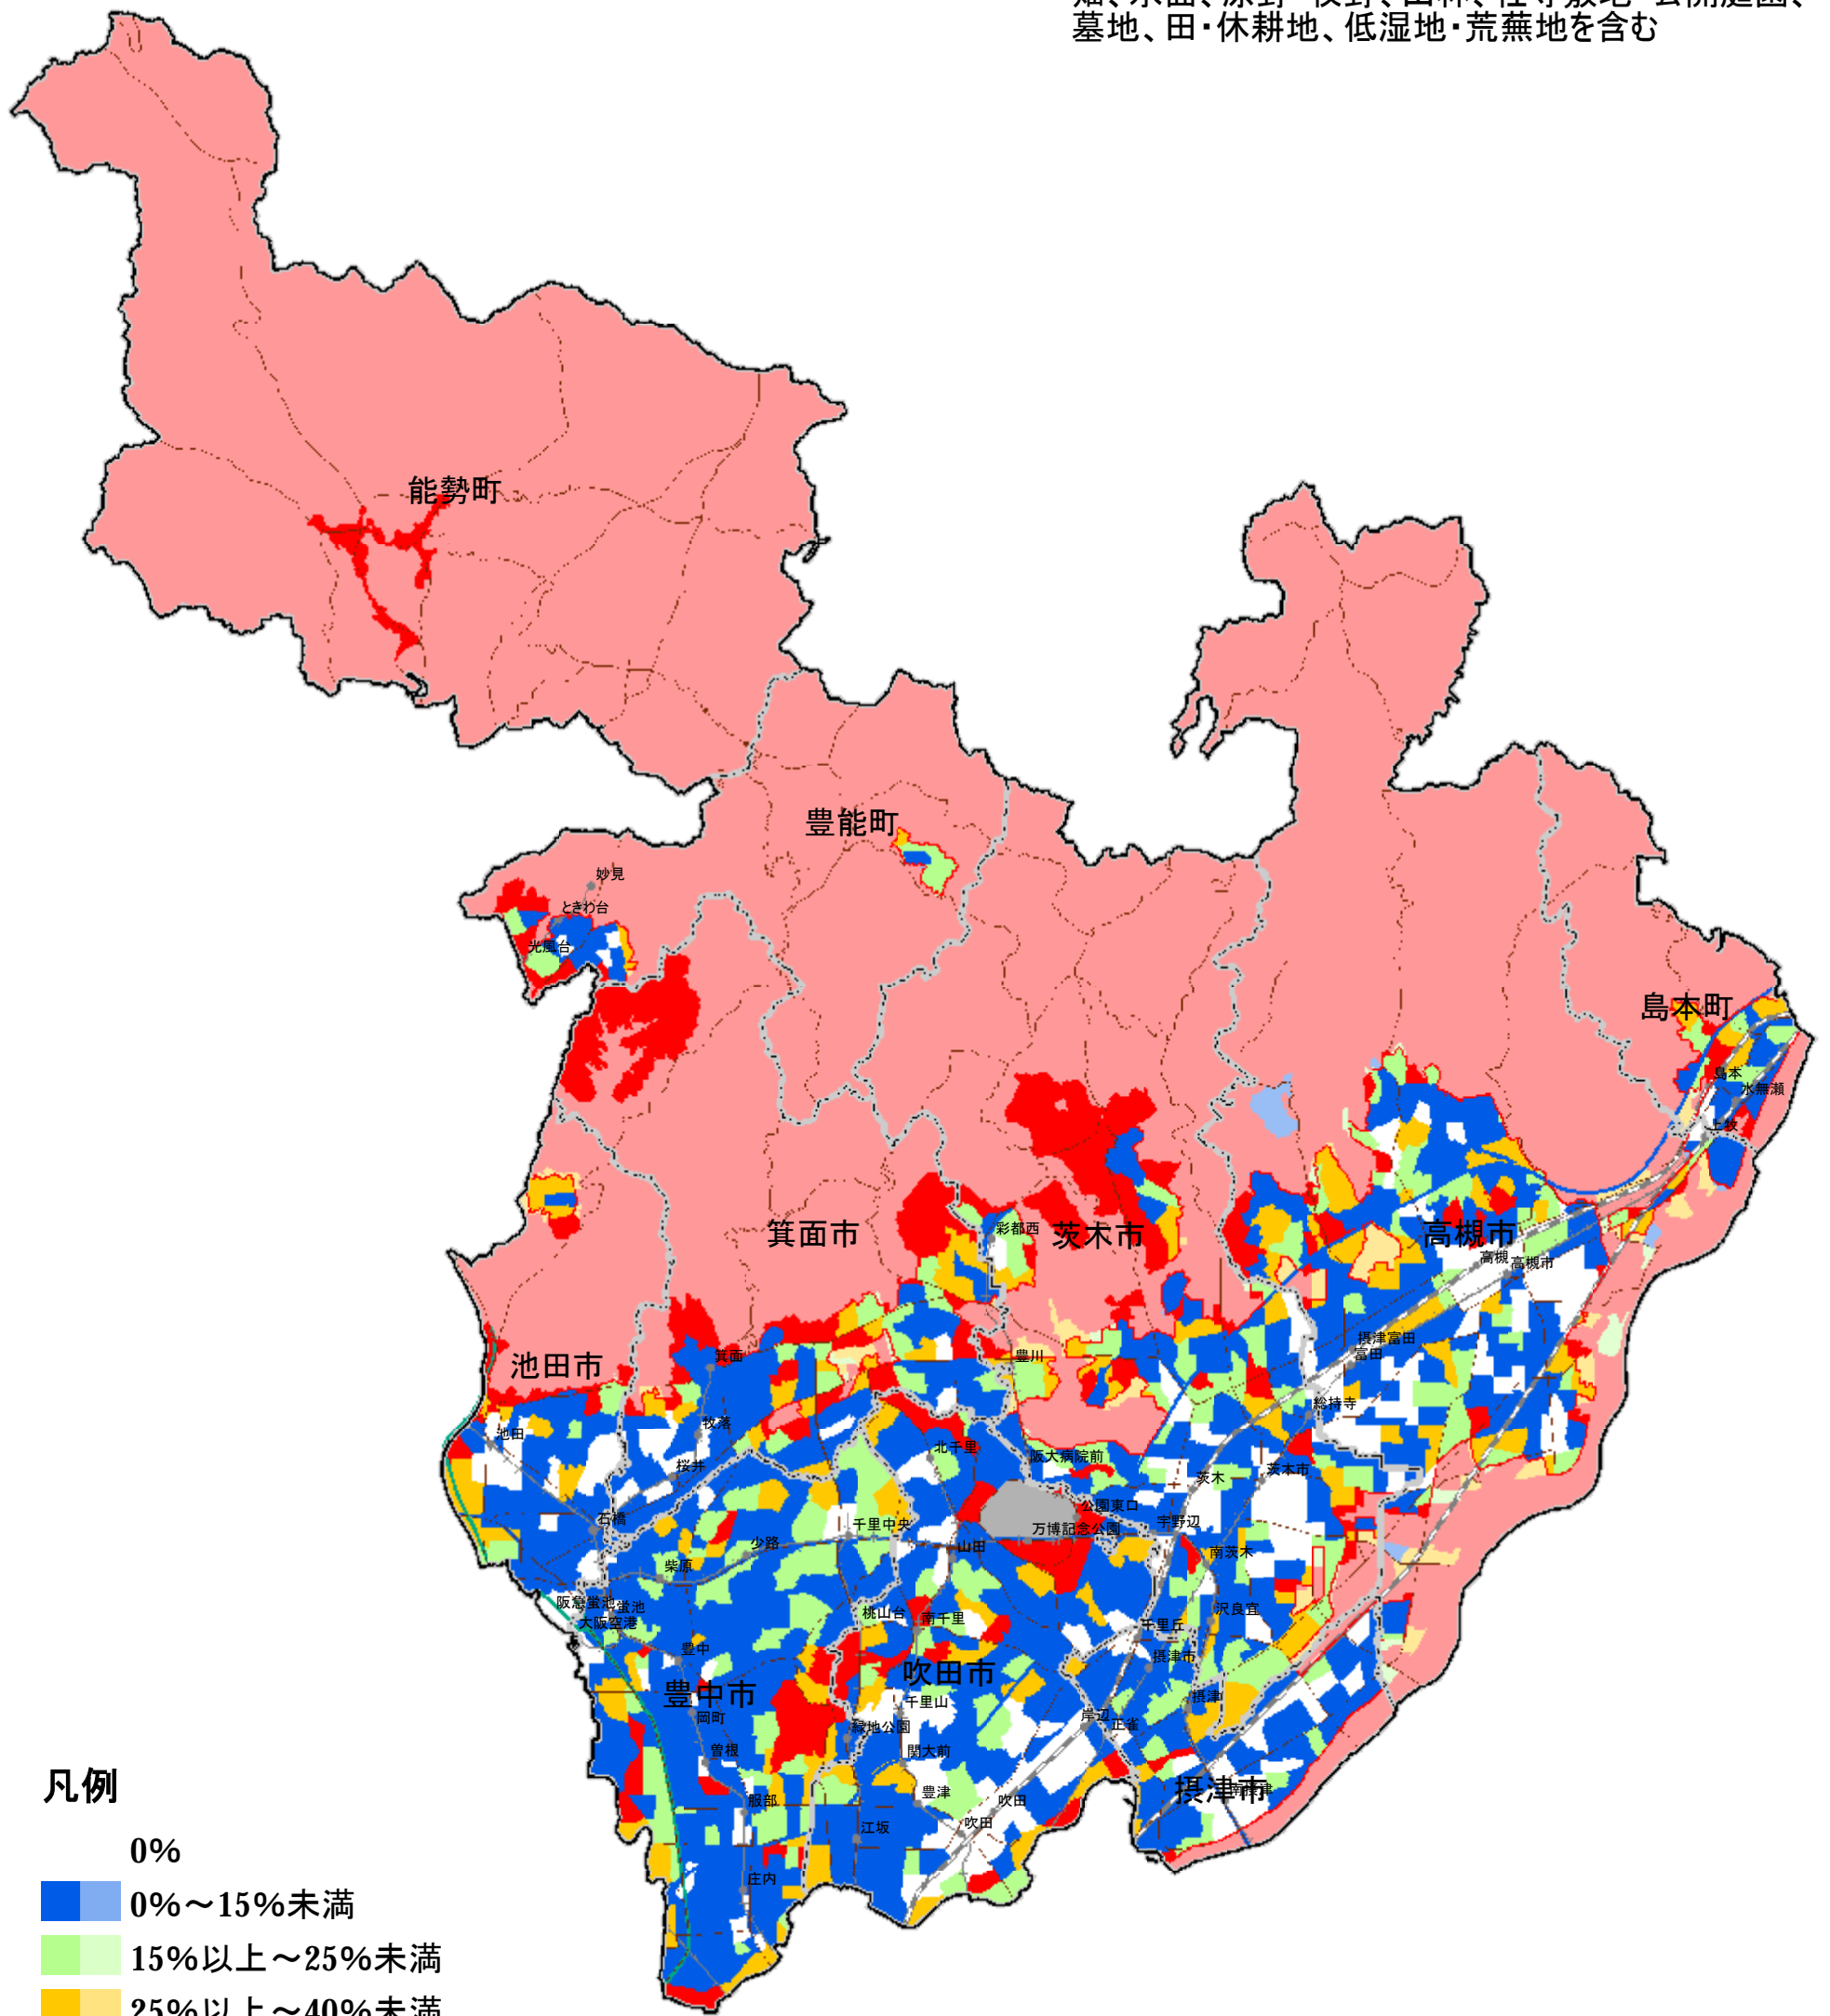 墓地、田・休耕地、低湿地・荒蕪地を含む
能勢町
豊能町
妙見
ときわ台
光風台
島本町
島本
水無瀬
上牧
箕面市
彩都西
茨木市
高槻市
高槻
高槻市
摂津富田
富田
池田市
箕面
豊川
総持寺
牧落
池田
北千里
阪大病院前
桜井
茨木
茨木市
公園東口
石橋
千里中央
万博記念公園
宇野辺
少路
山田
南茨木
柴原
阪急蛍池
蛍池
桃山台
南千里
沢良宜
大阪空港
千里丘
豊中
吹田市
摂津市
豊中市
千里山
摂津
岡町
緑地公園
岸辺
正雀
曽根
関大前
凡例
豊津
摂津市
南摂津
服部
吹田
江坂
吹田
0%
庄内
0%～15%未満
15%以上～25%未満
25%以上～40%未満